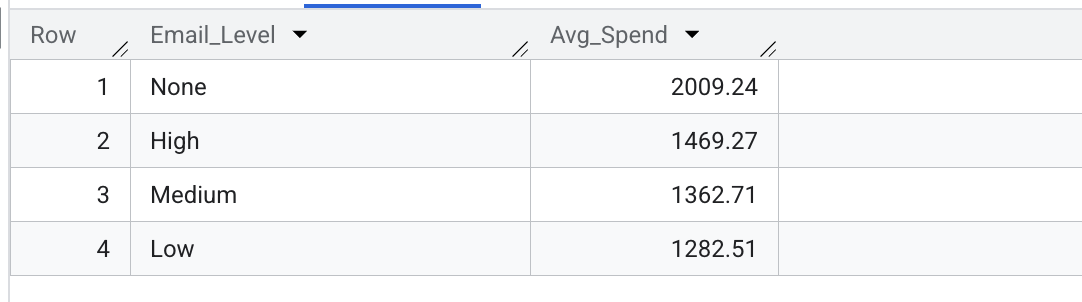 Row Email_Level Avg_Spend
1 None 2009.24
2 High 1469.27
3 Medium 1362.71
4 Low 1282.51